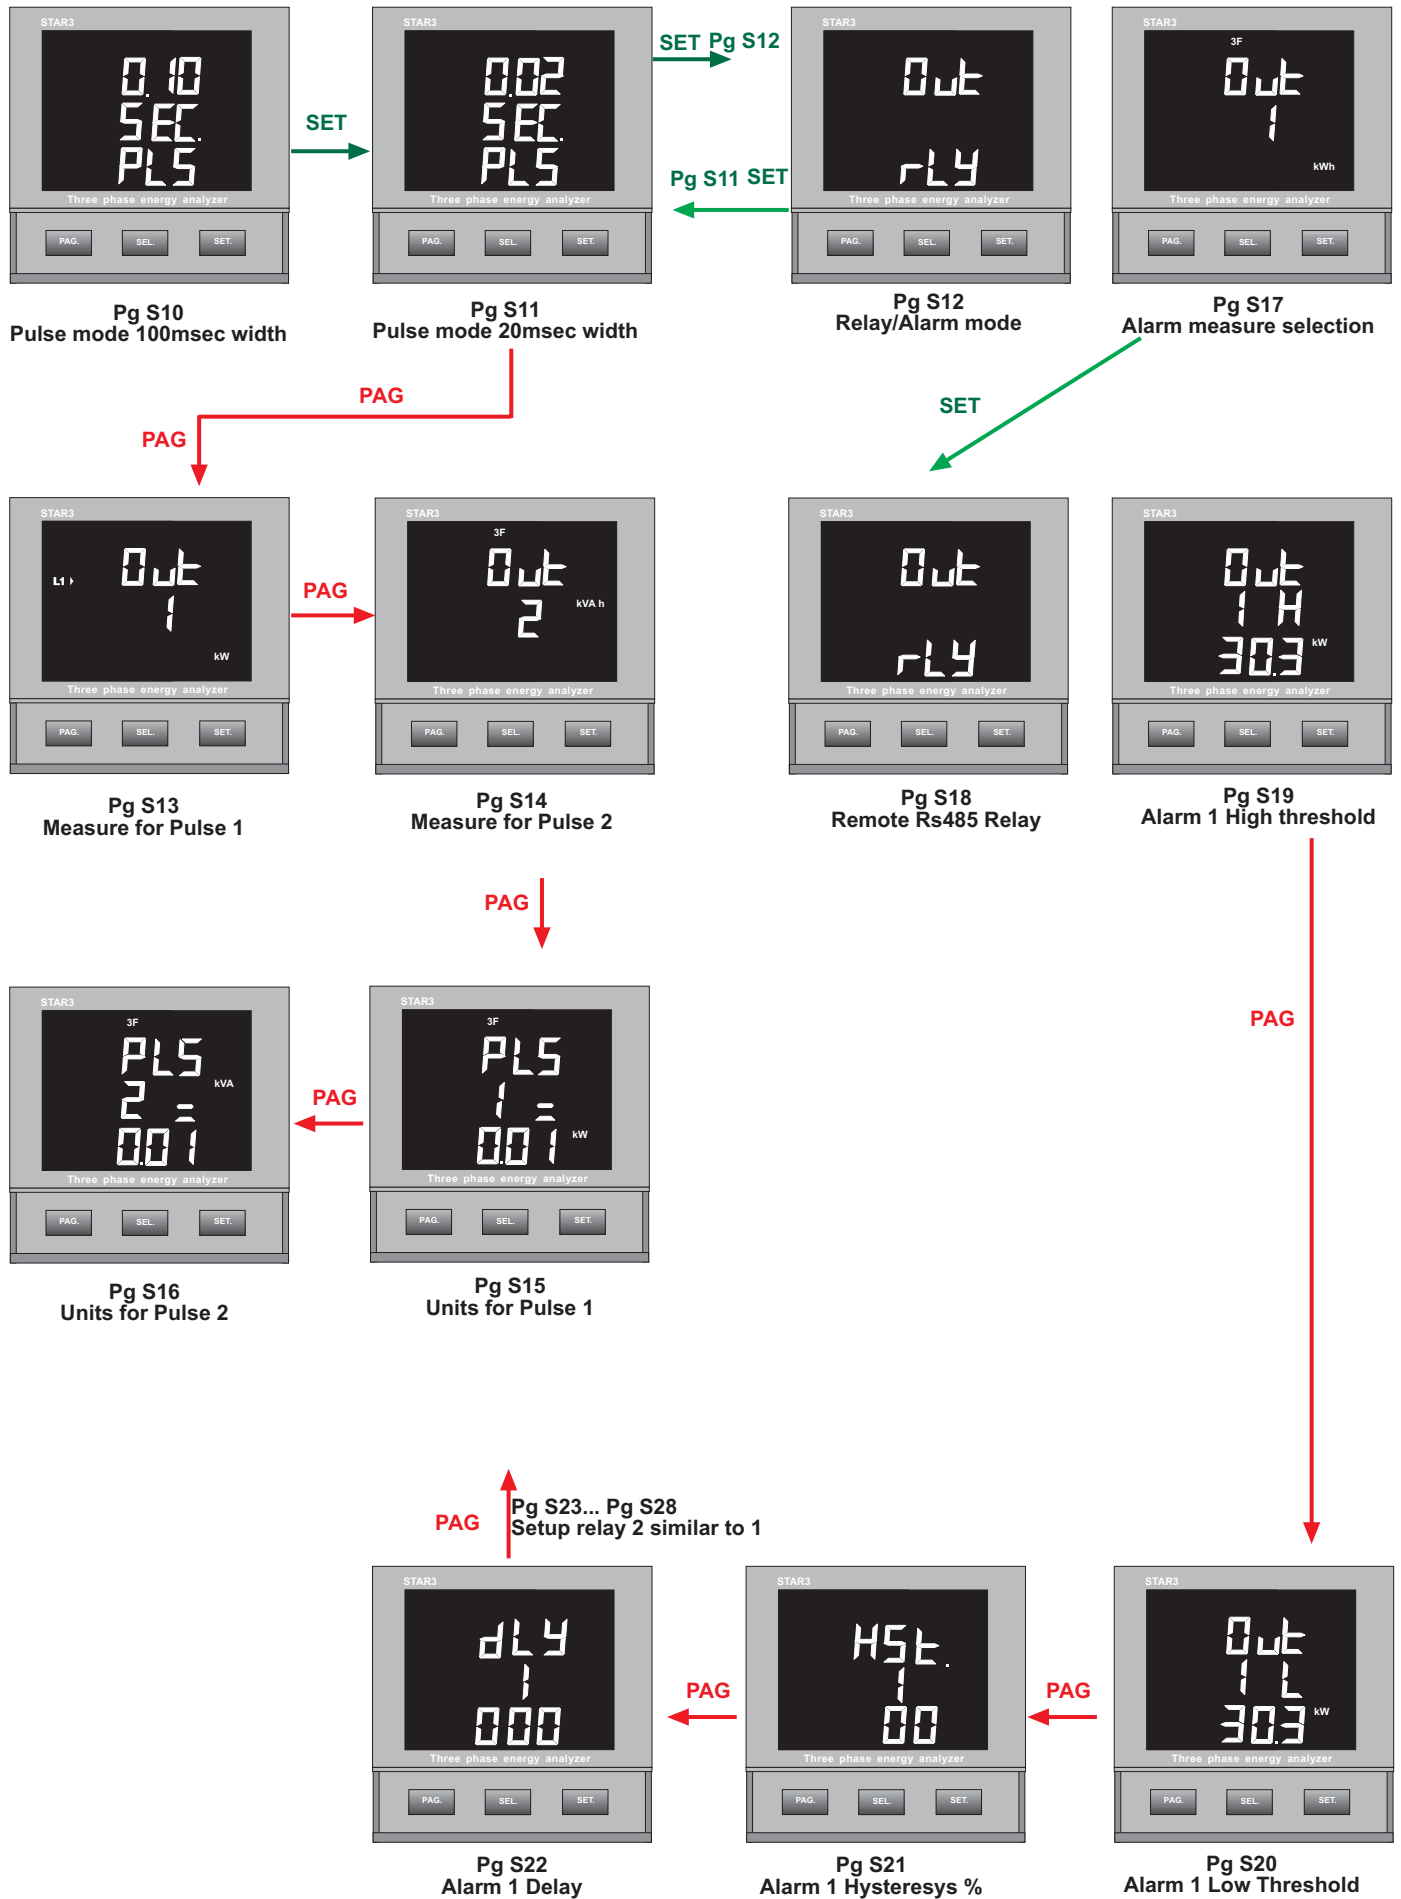 STAR3
0.10
SEC.
PLS
Three phase energy analyzer
PAG. SEL. SET.
Pg S10
Pulse mode 100msec width
SET
STAR3
0.02
SEC.
PLS
Three phase energy analyzer
PAG. SEL. SET.
Pg S11
Pulse mode 20msec width
SET Pg S12
Pg S11 SET
STAR3
Out
rLY
Three phase energy analyzer
PAG. SEL. SET.
Pg S12
Relay/Alarm mode
STAR3
3F
Out
1
kWh
Three phase energy analyzer
PAG. SEL. SET.
Pg S17
Alarm measure selection
PAG
PAG
SET
STAR3
L1
Out
1
kW
Three phase energy analyzer
PAG. SEL. SET.
Pg S13
Measure for Pulse 1
PAG
STAR3
3F
Out
2
kVA h
Three phase energy analyzer
PAG. SEL. SET.
Pg S14
Measure for Pulse 2
STAR3
Out
rLY
Three phase energy analyzer
PAG. SEL. SET.
Pg S18
Remote Rs485 Relay
STAR3
Out
1 H
30.3 kW
Three phase energy analyzer
PAG. SEL. SET.
Pg S19
Alarm 1 High threshold
PAG
PAG
STAR3
3F
PLS
kVA
2 =
0.01
Three phase energy analyzer
PAG. SEL. SET.
Pg S16
Units for Pulse 2
PAG
STAR3
3F
PLS
1 =
0.01 kW
Three phase energy analyzer
PAG. SEL. SET.
Pg S15
Units for Pulse 1
PAG
Pg S23... Pg S28
Setup relay 2 similar to 1
STAR3
dLY
1
000
Three phase energy analyzer
PAG. SEL. SET.
Pg S22
Alarm 1 Delay
PAG
STAR3
HSt.
1
00
Three phase energy analyzer
PAG. SEL. SET.
Pg S21
Alarm 1 Hysteresys %
PAG
STAR3
Out
1 L
30.3 kW
Three phase energy analyzer
PAG. SEL. SET.
Pg S20
Alarm 1 Low Threshold